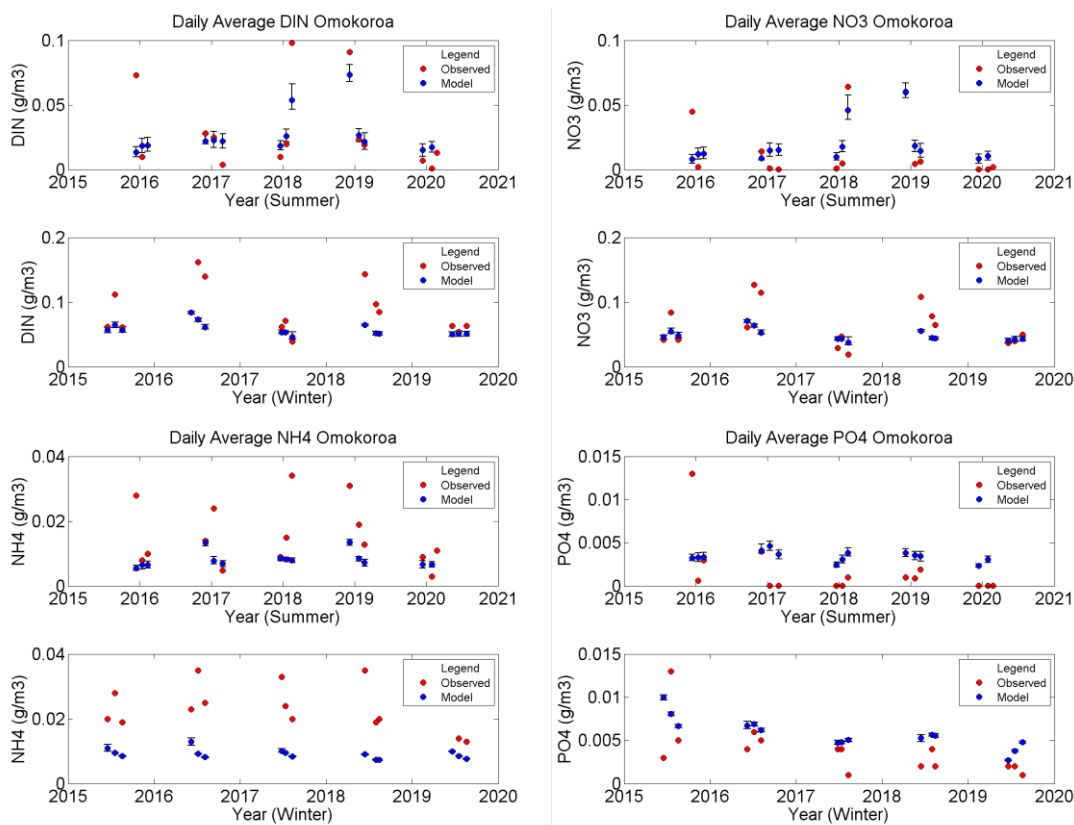 Daily Average DIN Omokoroa
0.1
0.05
0
DIN (g/m3)
Legend
Observed
Model
2015 2016 2017 2018 2019 2020 2021
Year (Summer)
0.2
0.1
0
DIN (g/m3)
Legend
Observed
Model
2015 2016 2017 2018 2019 2020
Year (Winter)
Daily Average NO3 Omokoroa
0.1
0.05
0
NO3 (g/m3)
Legend
Observed
Model
2015 2016 2017 2018 2019 2020 2021
Year (Summer)
0.2
0.1
0
NO3 (g/m3)
Legend
Observed
Model
2015 2016 2017 2018 2019 2020
Year (Winter)
Daily Average NH4 Omokoroa
0.04
0.02
0
NH4 (g/m3)
Legend
Observed
Model
2015 2016 2017 2018 2019 2020 2021
Year (Summer)
0.04
0.02
0
NH4 (g/m3)
Legend
Observed
Model
2015 2016 2017 2018 2019 2020
Year (Winter)
Daily Average PO4 Omokoroa
0.015
0.01
0.005
0
PO4 (g/m3)
Legend
Observed
Model
2015 2016 2017 2018 2019 2020 2021
Year (Summer)
0.015
0.01
0.005
0
PO4 (g/m3)
Legend
Observed
Model
2015 2016 2017 2018 2019 2020
Year (Winter)